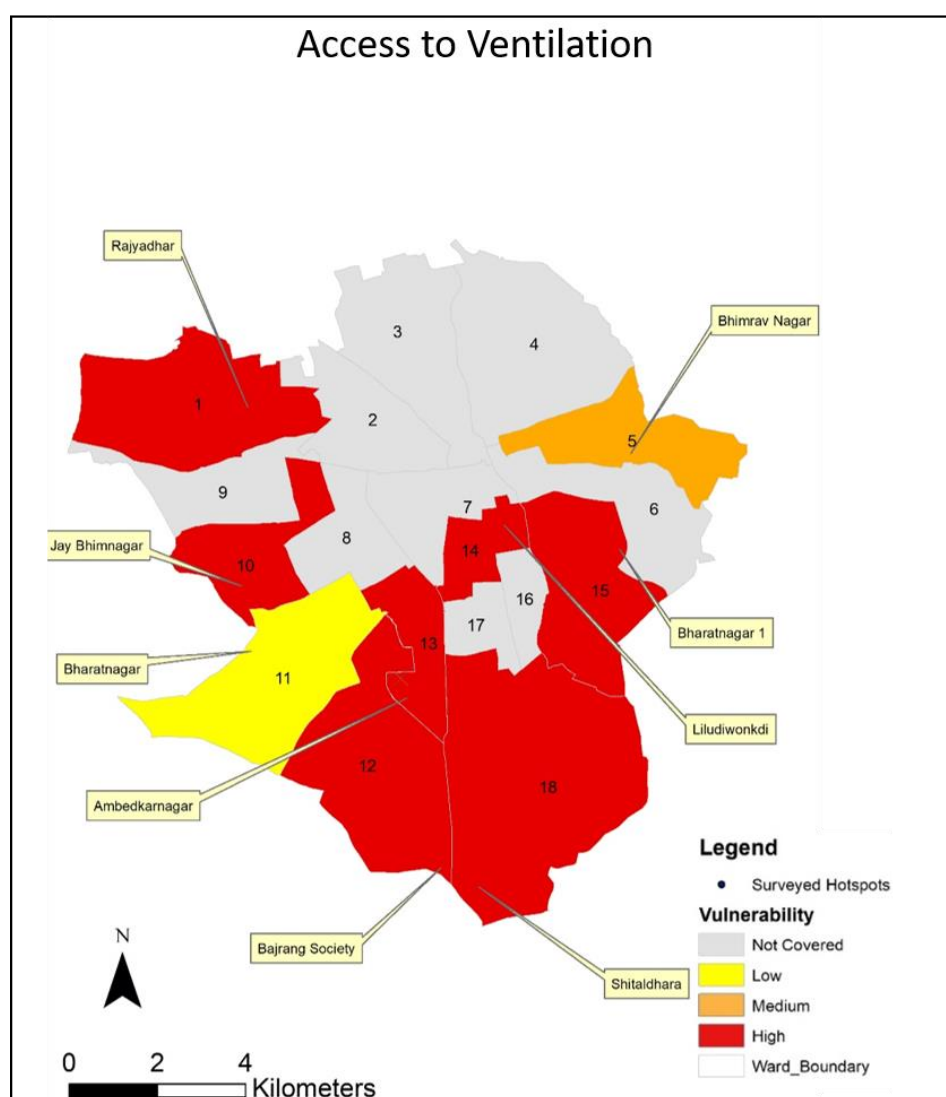 Access to Ventilation
Rajyadhar
3
Bhimrav Nagar
4
1
2
5
9
7
6
8
Jay Bhimnagar
14
10
15
16
17
13
Bharatnagar 1
Bharatnagar
11
Liludiwonkdi
12
18
Ambedkarnagar
Legend
Surveyed Hotspots
Vulnerability
Not Covered
Low
Medium
High
Ward_Boundary
Bajrang Society
Shitaldhara
N
0 2 4
Kilometers